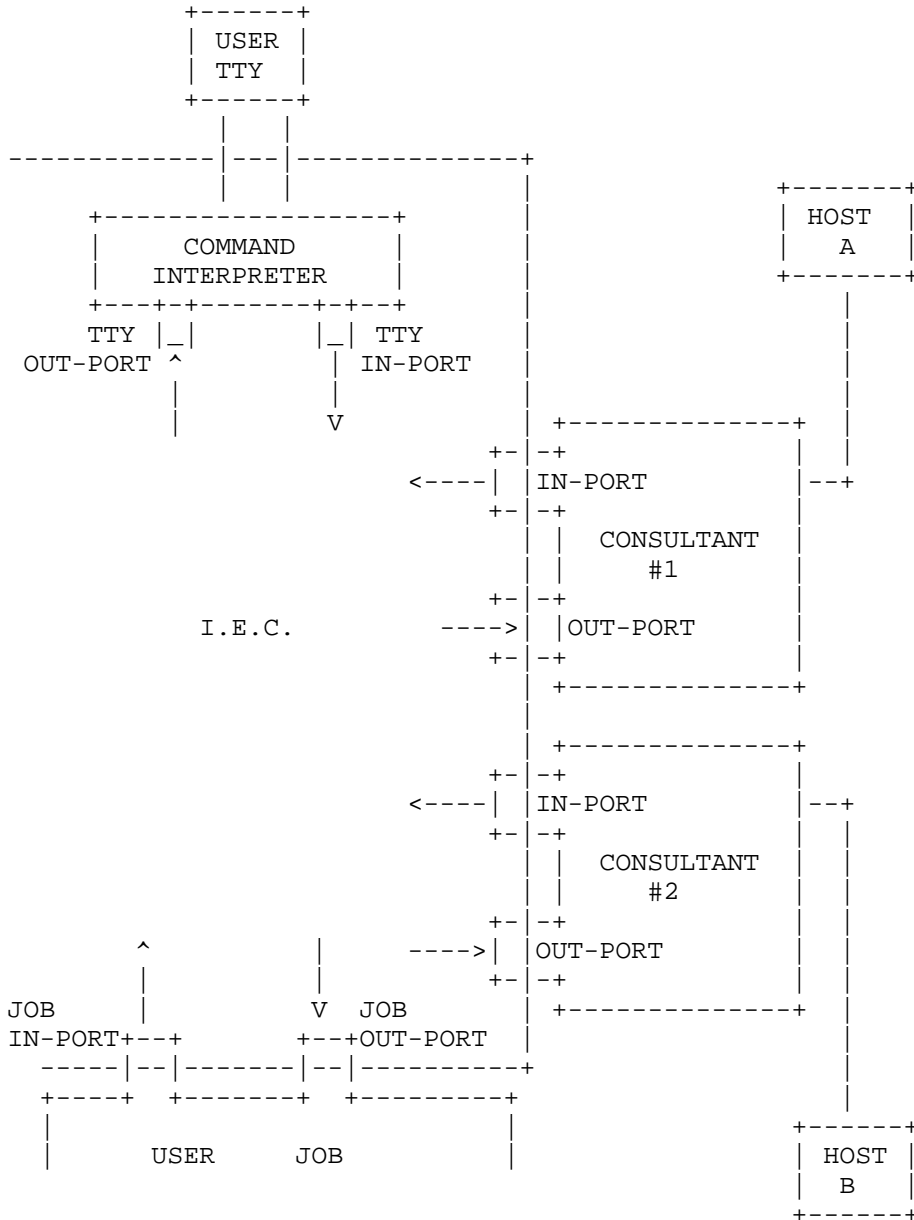 USER
TTY
HOST
A
COMMAND
INTERPRETER
TTY TTY
OUT-PORT IN-PORT
IN-PORT
CONSULTANT
#1
I.E.C. OUT-PORT
IN-PORT
CONSULTANT
#2
OUT-PORT
JOB JOB
IN-PORT OUT-PORT
USER JOB
HOST
B